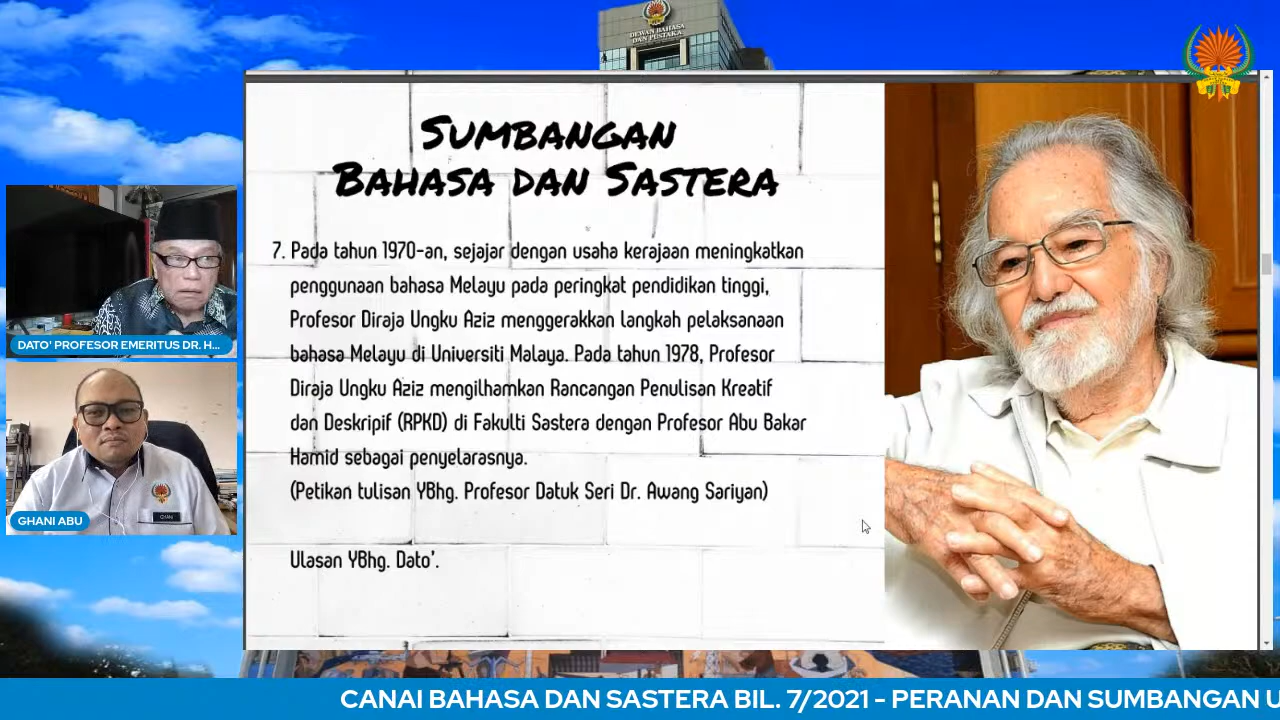 DEWAN BAHASA
DAN PUSTAKA
SUMBANGAN
BAHASA DAN SASTERA
7. Pada tahun 1970-an, sejajar dengan usaha kerajaan meningkatkan
penggunaan bahasa Melayu pada peringkat pendidikan tinggi,
Profesor Diraja Ungku Aziz menggerakkan langkah pelaksanaan
bahasa Melayu di Universiti Malaya. Pada tahun 1978, Profesor
Diraja Ungku Aziz mengilhamkan Rancangan Penulisan Kreatif
dan Deskripif (RPKD) di Fakulti Sastera dengan Profesor Abu Bakar
Hamid sebagai penyelarasnya.
(Petikan tulisan YBhg. Profesor Datuk Seri Dr. Awang Sariyan)
Ulasan YBhg. Dato'.
DATO' PROFESOR EMERITUS DR. H...
GHANI ABU
CANAI BAHASA DAN SASTERA BIL. 7/2021 - PERANAN DAN SUMBANGAN U